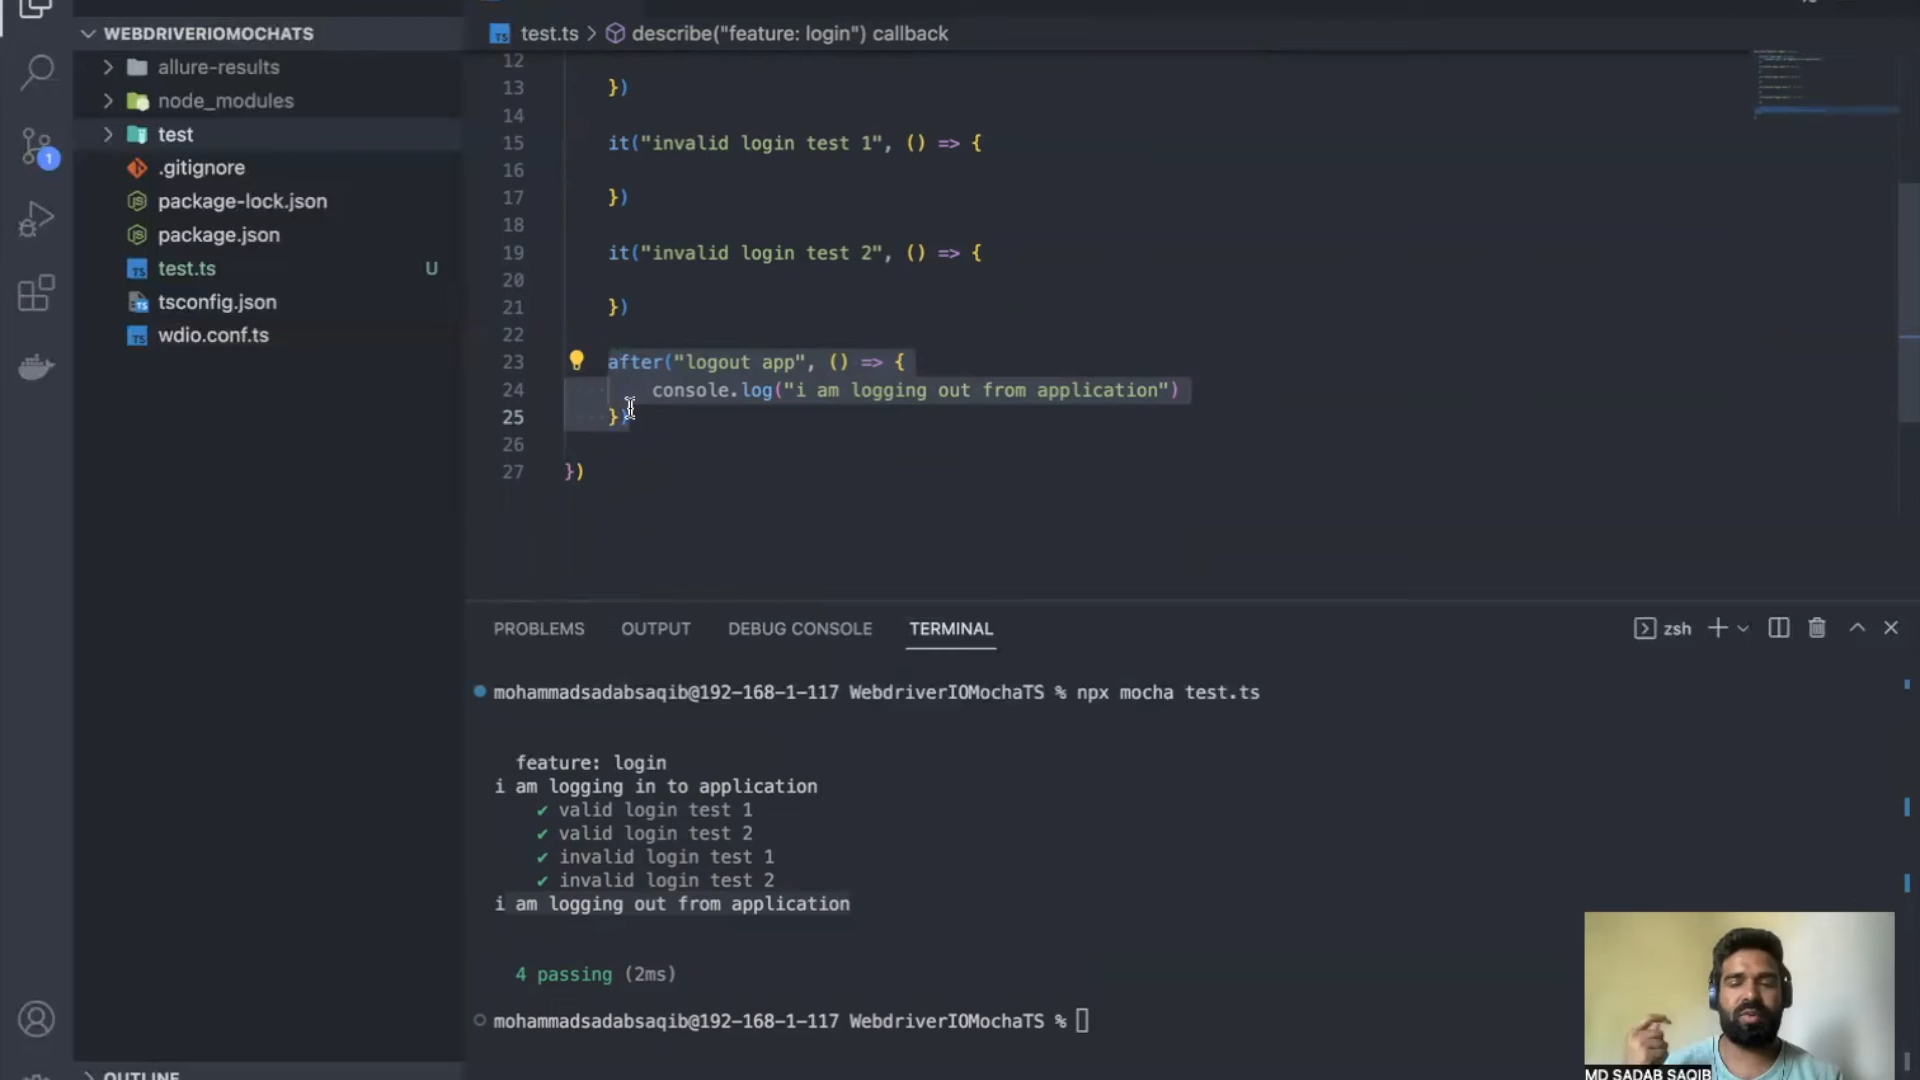 WEBDRIVERIOMOCHATS
allure-results
node_modules
test
.gitignore
package-lock.json
package.json
test.ts U
tsconfig.json
wdio.conf.ts
OUTLINE
1
test.ts > describe("feature: login") callback
12
13 })
14
15 it("invalid login test 1", () => {
16
17 })
18
19 it("invalid login test 2", () => {
20
21 })
22
23 after("logout app", () => {
24 console.log("i am logging out from application")
25 })
26
27 })
PROBLEMS OUTPUT DEBUG CONSOLE TERMINAL zsh
mohammadsadabsaqib@192-168-1-117 WebdriverIOMochaTS % npx mocha test.ts
feature: login
i am logging in to application
✔ valid login test 1
✔ valid login test 2
✔ invalid login test 1
✔ invalid login test 2
i am logging out from application
4 passing (2ms)
mohammadsadabsaqib@192-168-1-117 WebdriverIOMochaTS %
MD SADAB SAQIB